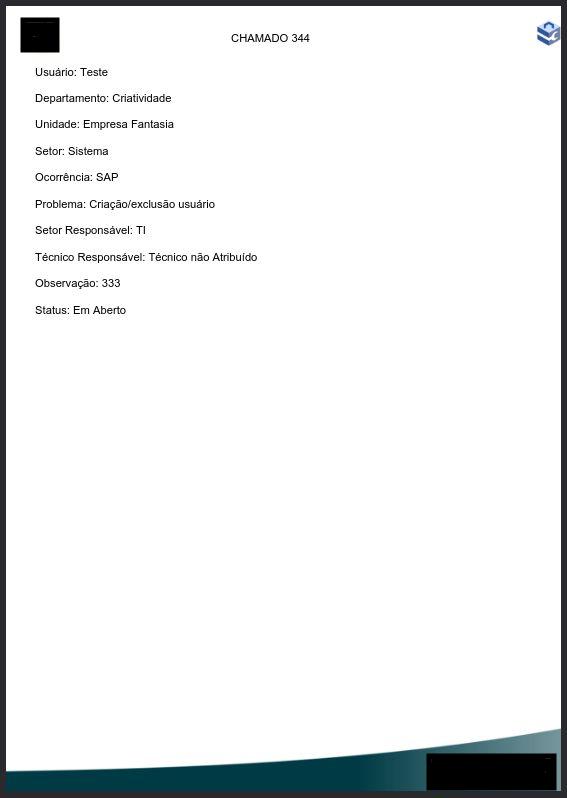 CHAMADO 344
Usuário: Teste
Departamento: Criatividade
Unidade: Empresa Fantasia
Setor: Sistema
Ocorrência: SAP
Problema: Criação/exclusão usuário
Setor Responsável: TI
Técnico Responsável: Técnico não Atribuído
Observação: 333
Status: Em Aberto